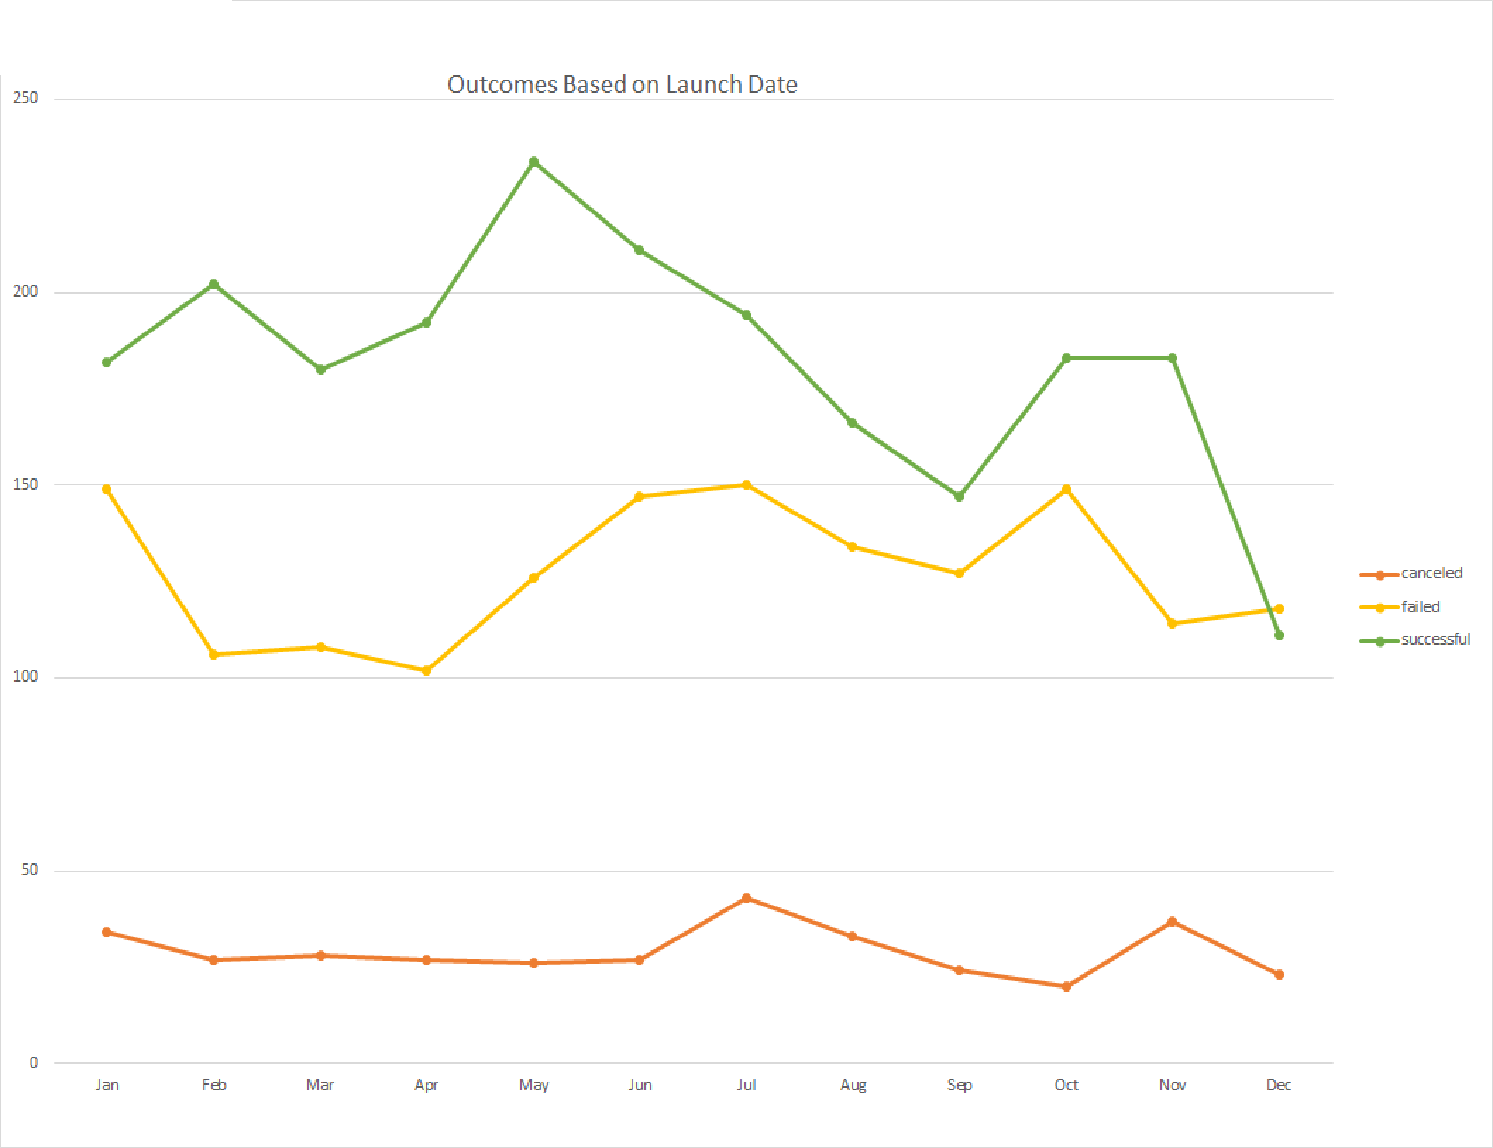 Outcomes Based on Launch Date
250
200
150
100
50
0
Jan Feb Mar Apr May Jun Jul Aug Sep Oct Nov Dec
canceled
failed
successful